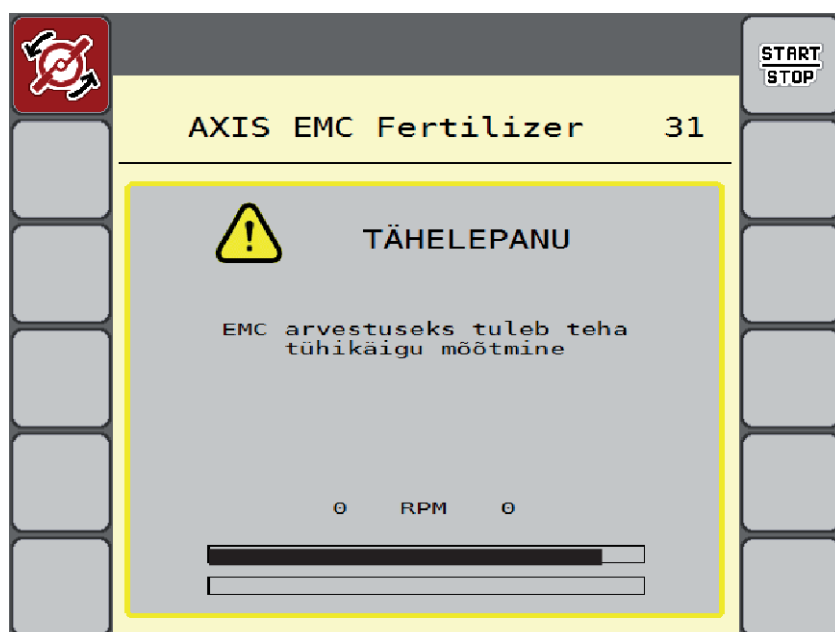 START
STOP
AXIS EMC Fertilizer 31
TÄHELEPANU
EMC arvestuseks tuleb teha
tühikäigu mõõtmine
0 RPM 0